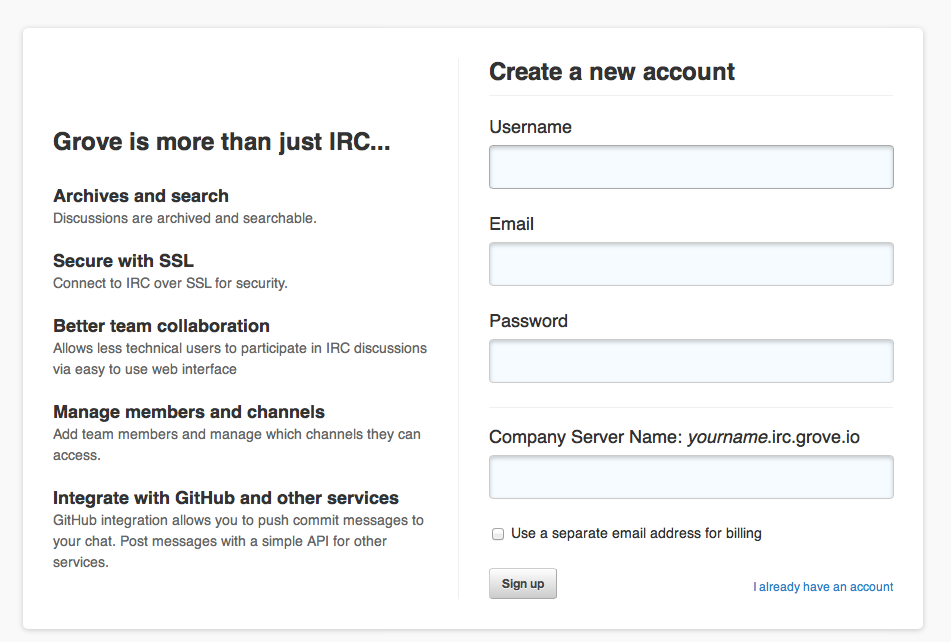 Grove is more than just IRC...
Archives and search
Discussions are archived and searchable.
Secure with SSL
Connect to IRC over SSL for security.
Better team collaboration
Allows less technical users to participate in IRC discussions
via easy to use web interface
Manage members and channels
Add team members and manage which channels they can
access.
Integrate with GitHub and other services
GitHub integration allows you to push commit messages to
your chat. Post messages with a simple API for other
services.
Create a new account
Username
Email
Password
Company Server Name: yourname.irc.grove.io
Use a separate email address for billing
Sign up
I already have an account